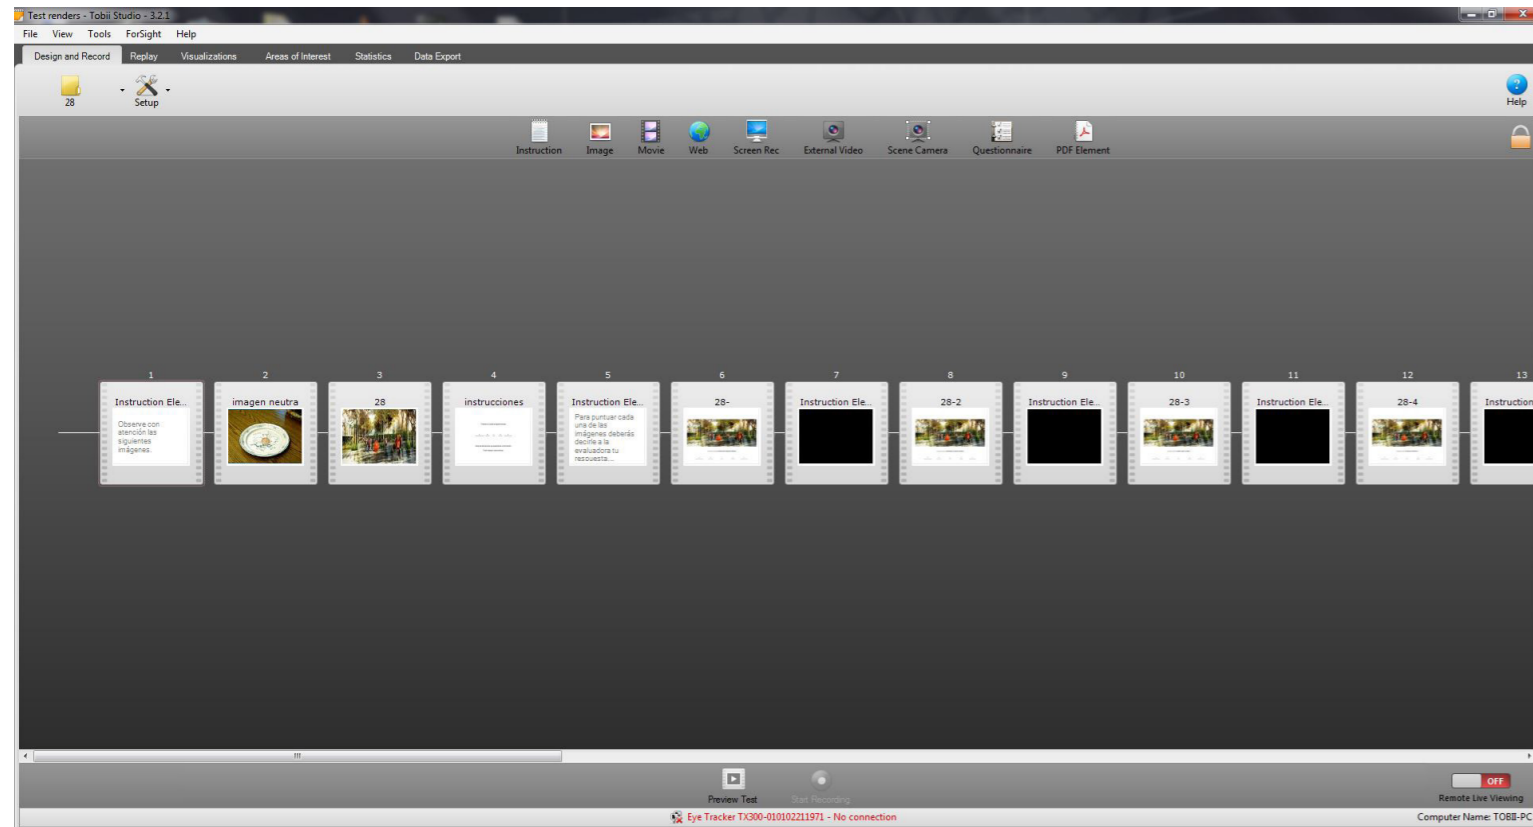 Test renders - Tobii Studio - 3.2.1
File View Tools ForSight Help
Design and Record Replay Visualizations Areas of Interest Statistics Data Export
28 Setup Help
Instruction Image Movie Web Screen Rec External Video Scene Camera Questionnaire PDF Element
1 2 3 4 5 6 7 8 9 10 11 12 13
Instruction Ele... imagen neutra 28 instrucciones Instruction Ele... 28- Instruction Ele... 28-2 Instruction Ele... 28-3 Instruction Ele... 28-4 Instruction
Observe con
atención las
siguientes
imágenes.
Para puntuar cada
una de las
imágenes deberás
decirle a la
evaluadora tu
respuesta...
Preview Test Start Recording
OFF
Remote Live Viewing
Eye Tracker TX300-010102211971 - No connection
Computer Name: TOBII-PC